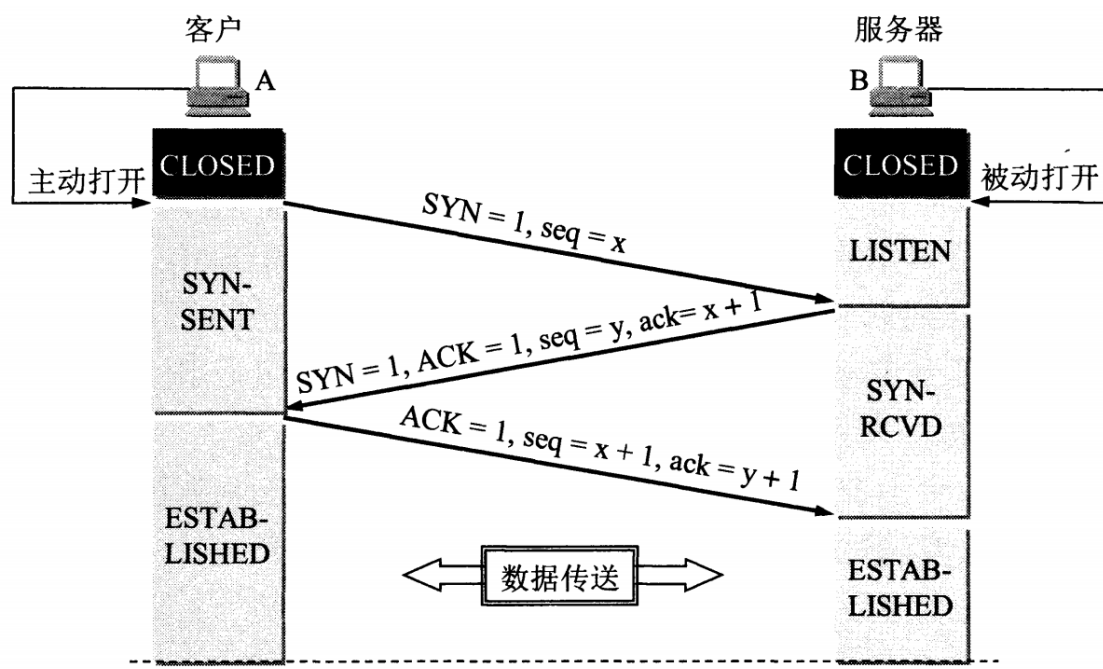 客户
服务器
A
B
CLOSED
CLOSED
主动打开
被动打开
SYN = 1, seq = x
LISTEN
SYN-
SENT
SYN = 1, ACK = 1, seq = y, ack= x + 1
SYN-
RCVD
ACK = 1, seq = x + 1, ack = y + 1
ESTAB-
LISHED
数据传送
ESTAB-
LISHED